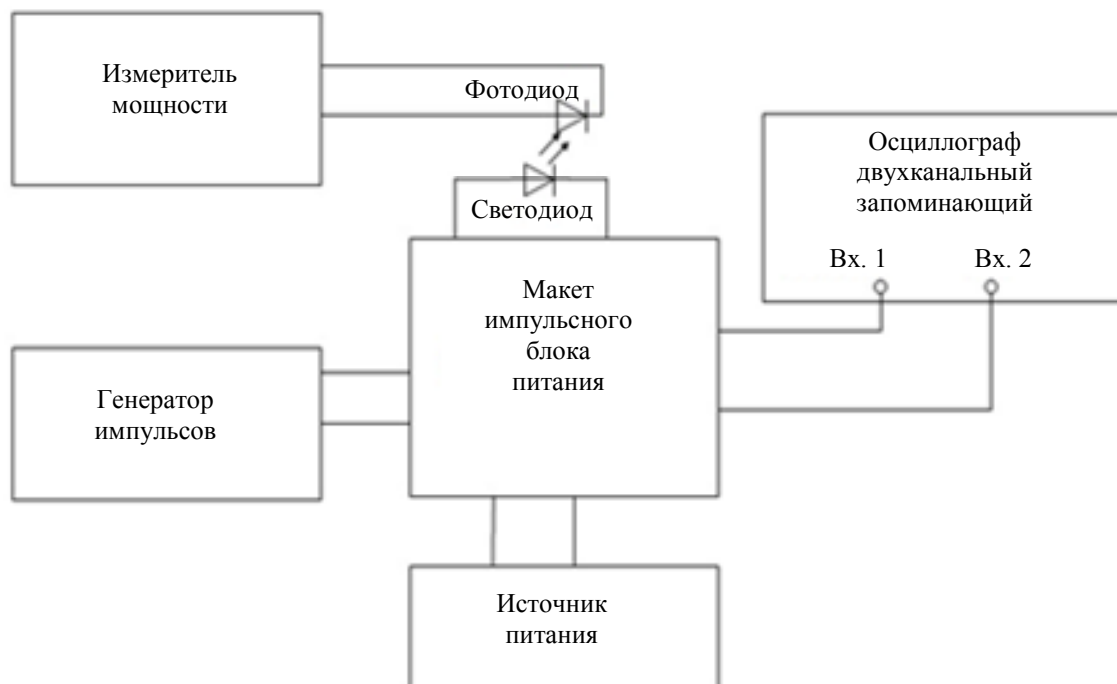 Измеритель
мощности
Фотодиод
Светодиод
Осциллограф
двухканальный
запоминающий
Вх. 1
Вх. 2
Макет
импульсного
блока
питания
Генератор
импульсов
Источник
питания